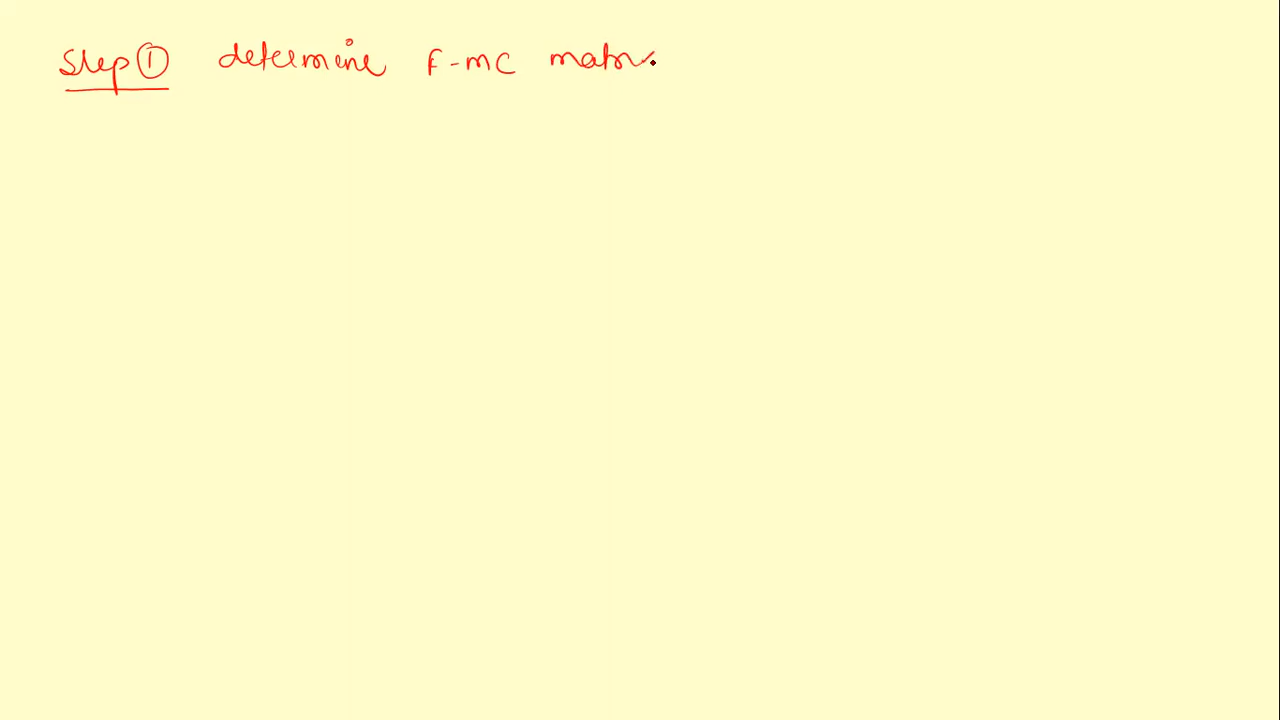 Step ① determine F-MC matrix